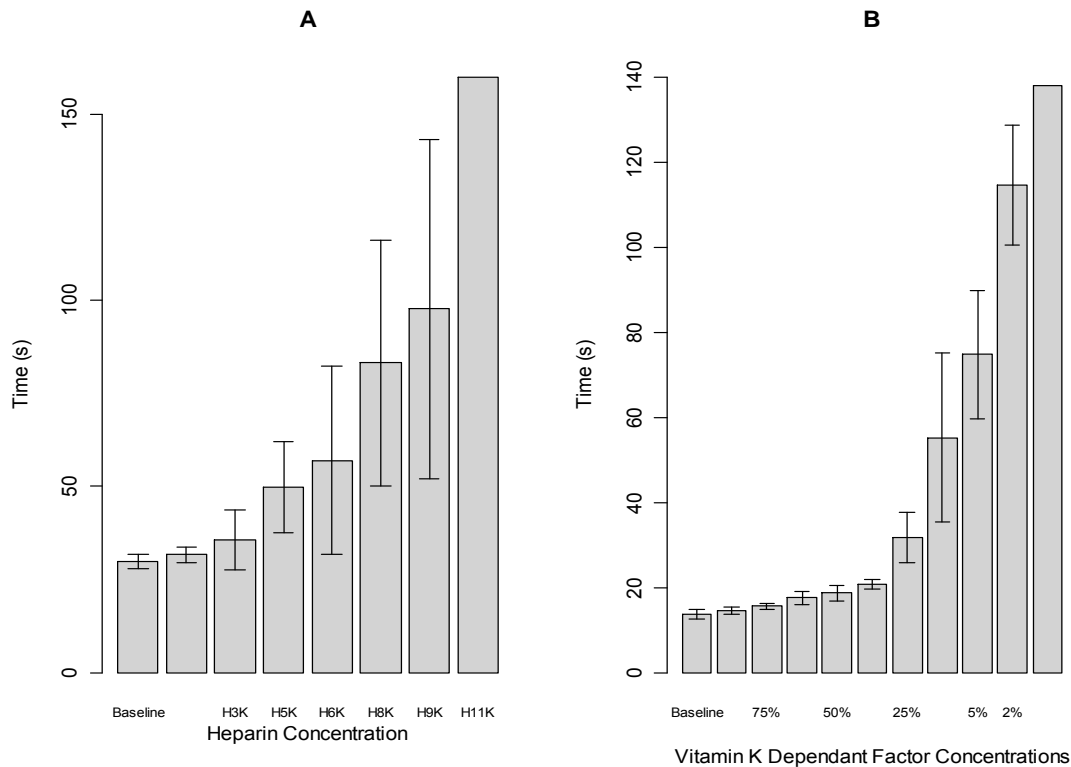 A
B
Time (s)
0
50
100
150
Baseline H3K H5K H6K H8K H9K H11K
Heparin Concentration
Time (s)
0
20
40
60
80
100
120
140
Baseline 75% 50% 25% 5% 2%
Vitamin K Dependant Factor Concentrations